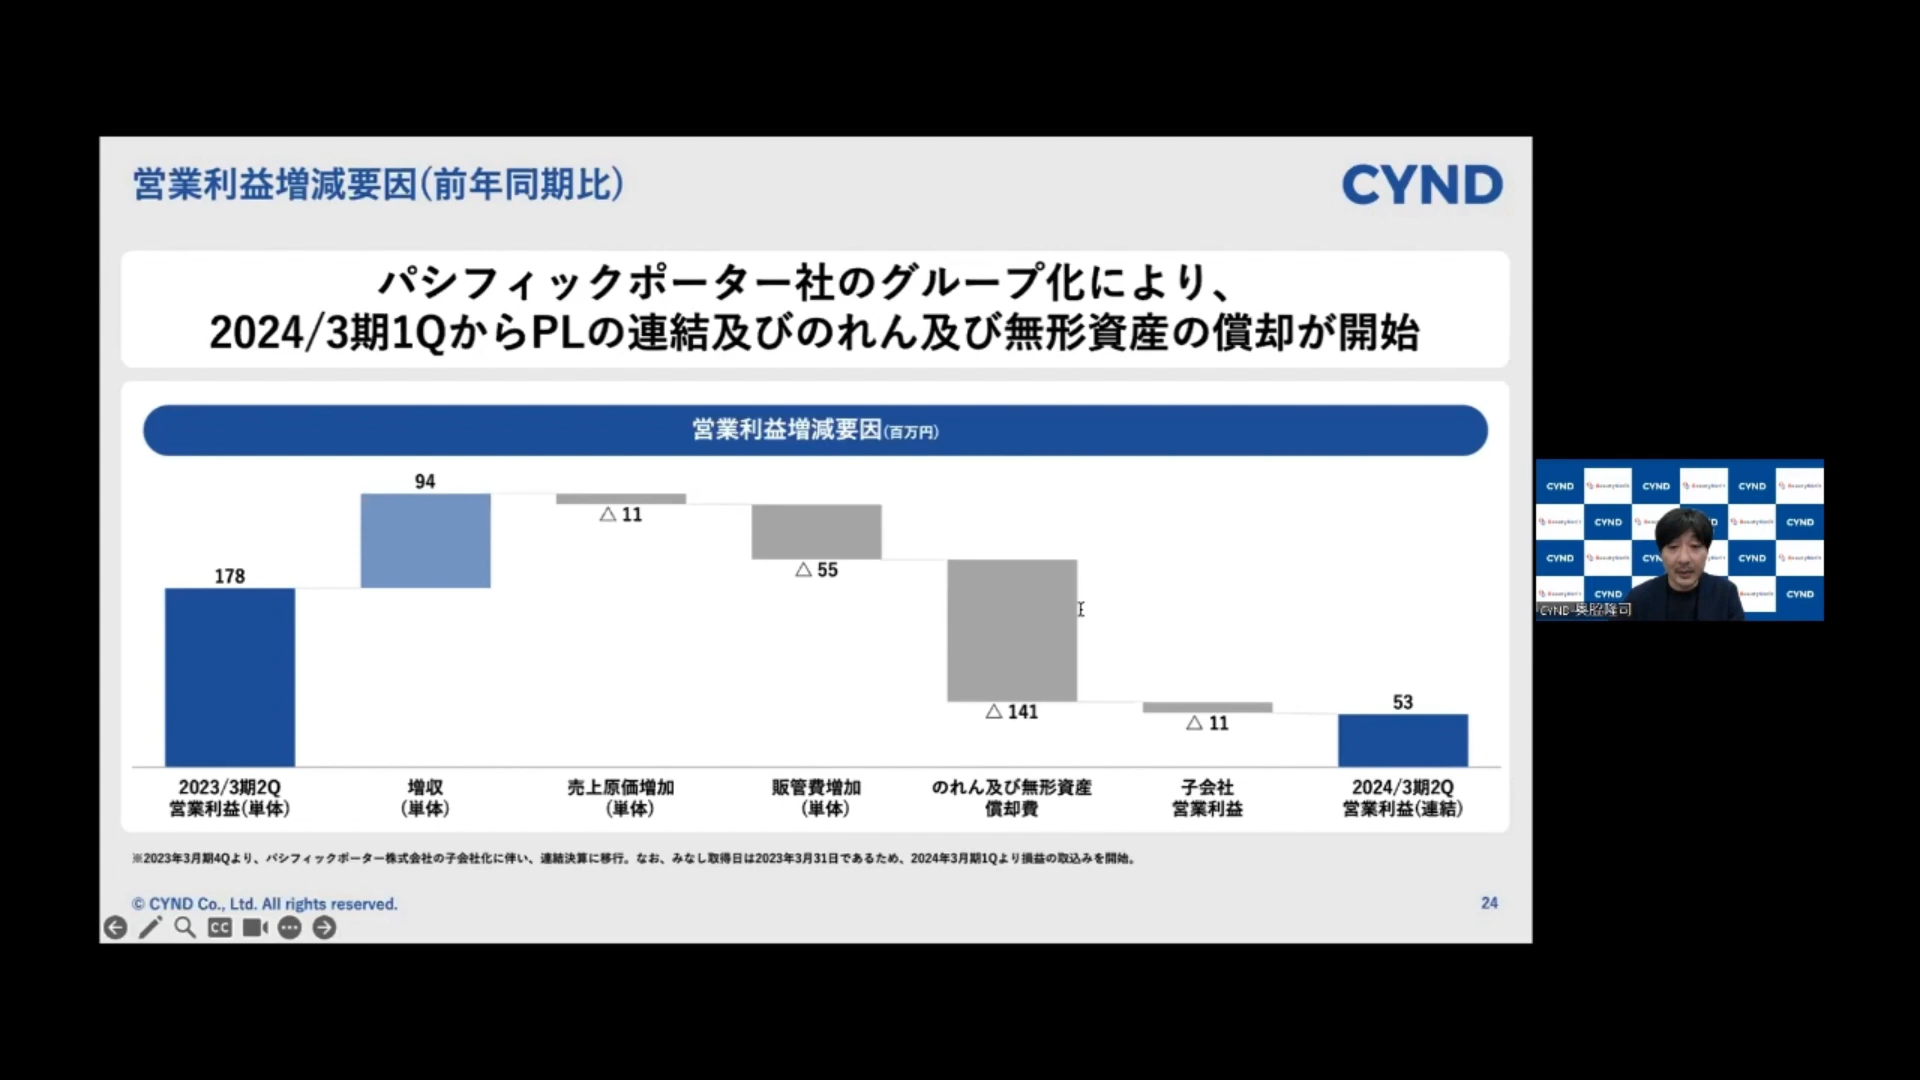 営業利益増減要因(前年同期比)
CYND
パシフィックポーター社のグループ化により、
2024/3期1QからPLの連結及びのれん及び無形資産の償却が開始
営業利益増減要因(百万円)
178
94
△ 11
△ 55
△ 141
△ 11
53
2023/3期2Q
営業利益(単体)
増収
(単体)
売上原価増加
(単体)
販管費増加
(単体)
のれん及び無形資産
償却費
子会社
営業利益
2024/3期2Q
営業利益(連結)
※2023年3月期4Qより、パシフィックポーター株式会社の子会社化に伴い、連結決算に移行。なお、みなし取得日は2023年3月31日であるため、2024年3月期1Qより損益の取込みを開始。
© CYND Co., Ltd. All rights reserved.
24
CC
CYND
CYND
CYND
CYND
CYND
CYND
CYND
CYND
CYND
CYND
CYND 奥脇隆司